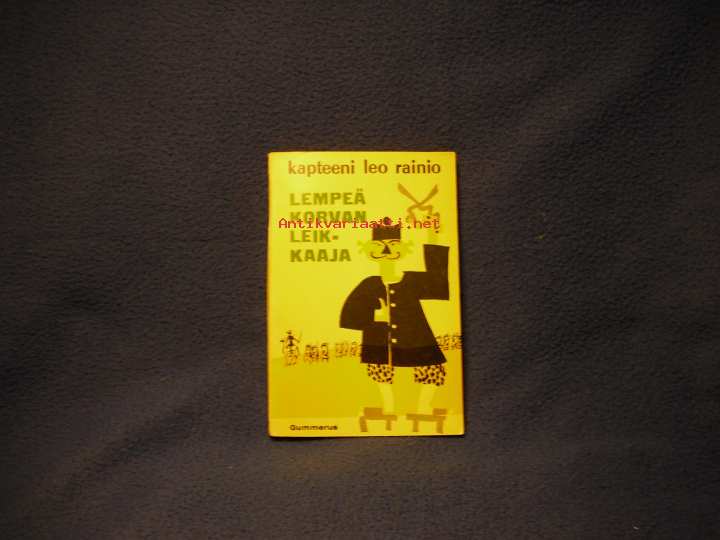 kapteeni leo rainio
LEMPEÄ
KORVAN
Antikvariaatti.net
LEIK-
KAAJA
Gummerus